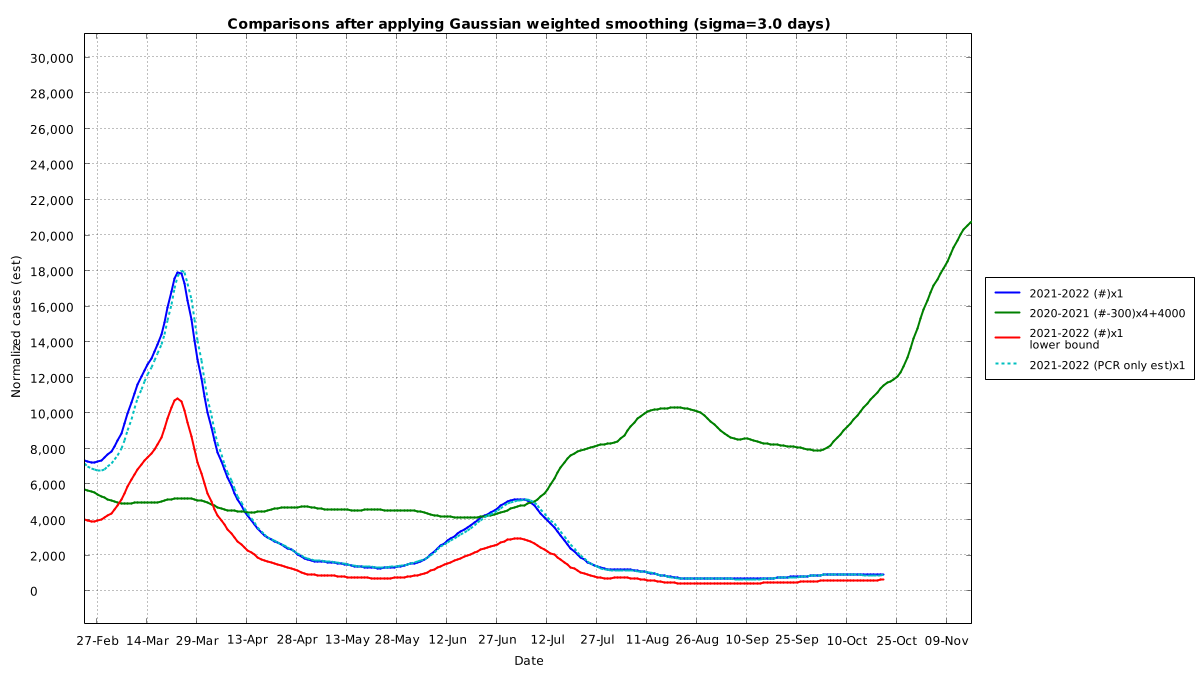 Comparisons after applying Gaussian weighted smoothing (sigma=3.0 days)
30,000
28,000
26,000
24,000
22,000
20,000
18,000
16,000
14,000
12,000
10,000
8,000
6,000
4,000
2,000
0
Normalized cases (est)
27-Feb 14-Mar 29-Mar 13-Apr 28-Apr 13-May 28-May 12-Jun 27-Jun 12-Jul 27-Jul 11-Aug 26-Aug 10-Sep 25-Sep 10-Oct 25-Oct 09-Nov
Date
2021-2022 (#)x1
2020-2021 (#-300)x4+4000
2021-2022 (#)x1
lower bound
2021-2022 (PCR only est)x1